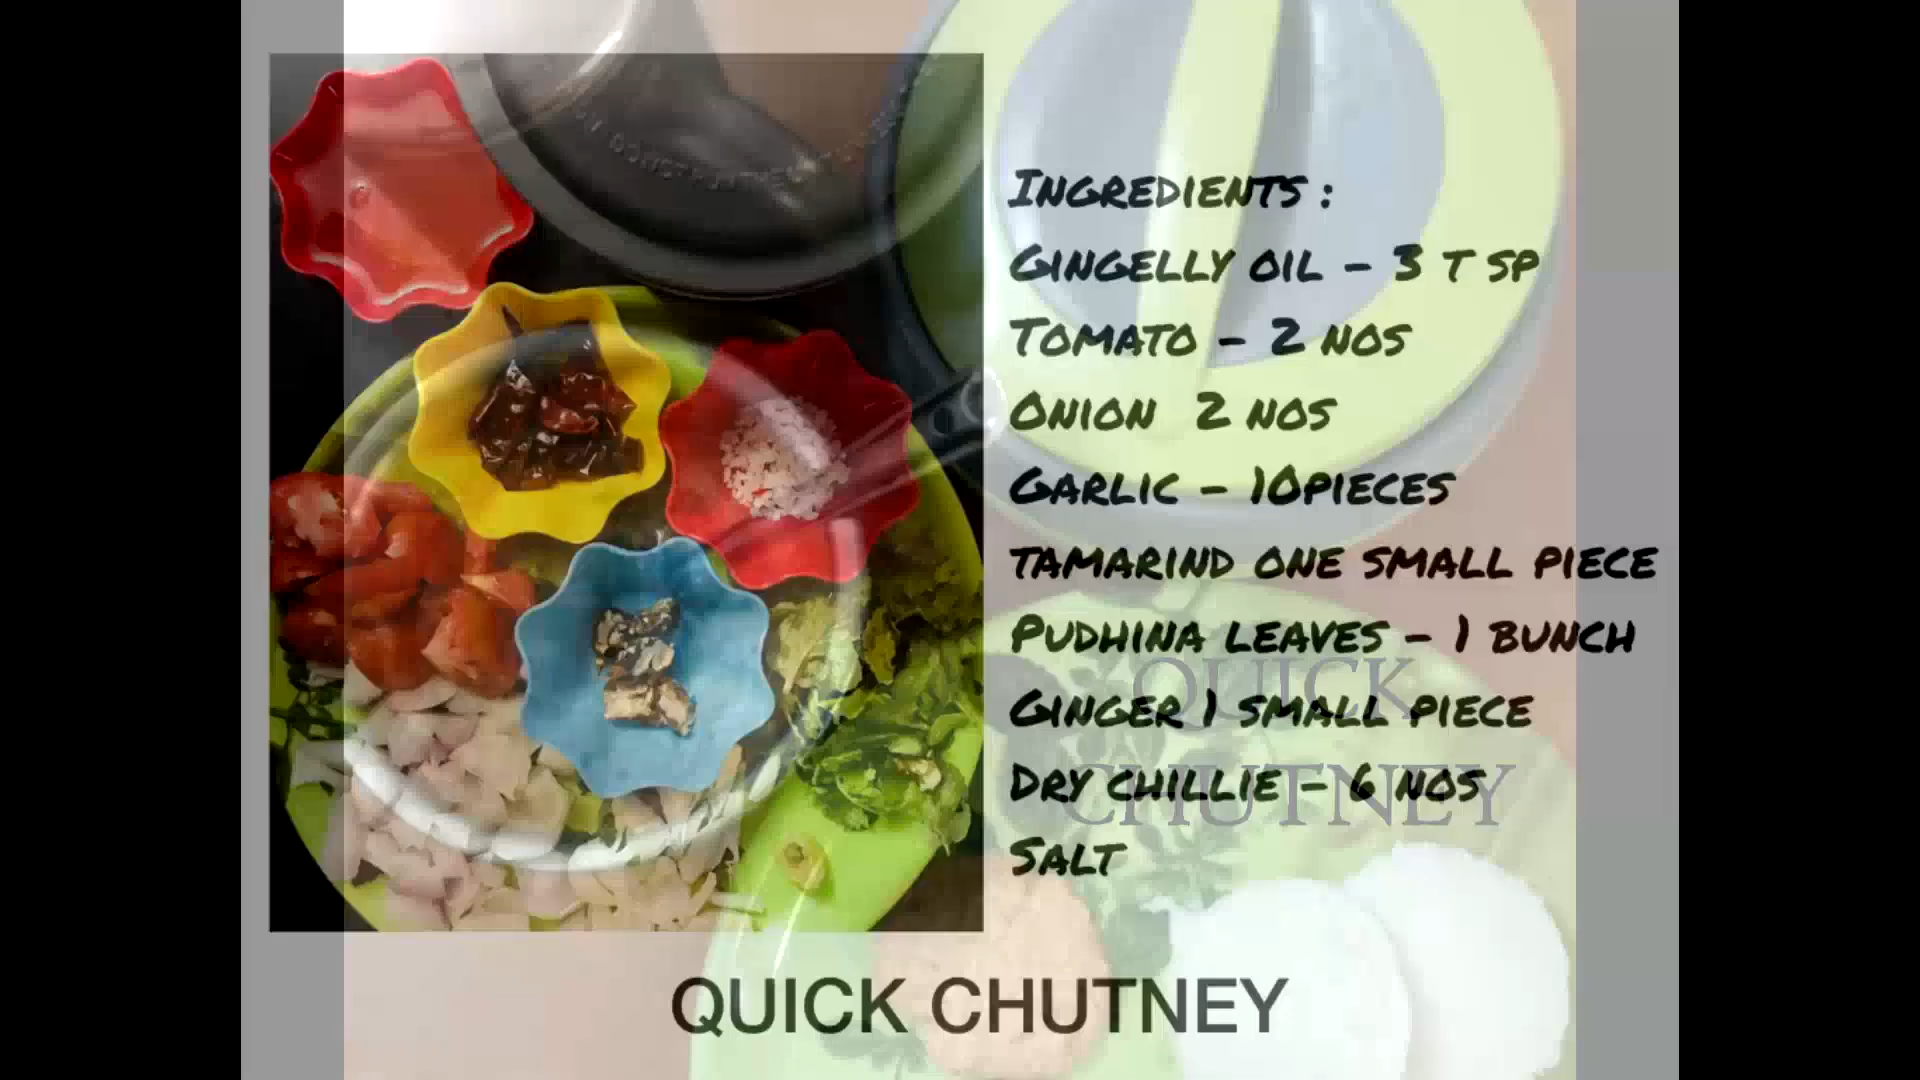 INGREDIENTS :
GINGELLY OIL – 3 T SP
TOMATO – 2 NOS
ONION 2 NOS
GARLIC – 10PIECES
TAMARIND ONE SMALL PIECE
PUDHINA LEAVES – 1 BUNCH
GINGER 1 SMALL PIECE
DRY CHILLIE – 6 NOS
SALT
QUICK
CHUTNEY
QUICK CHUTNEY